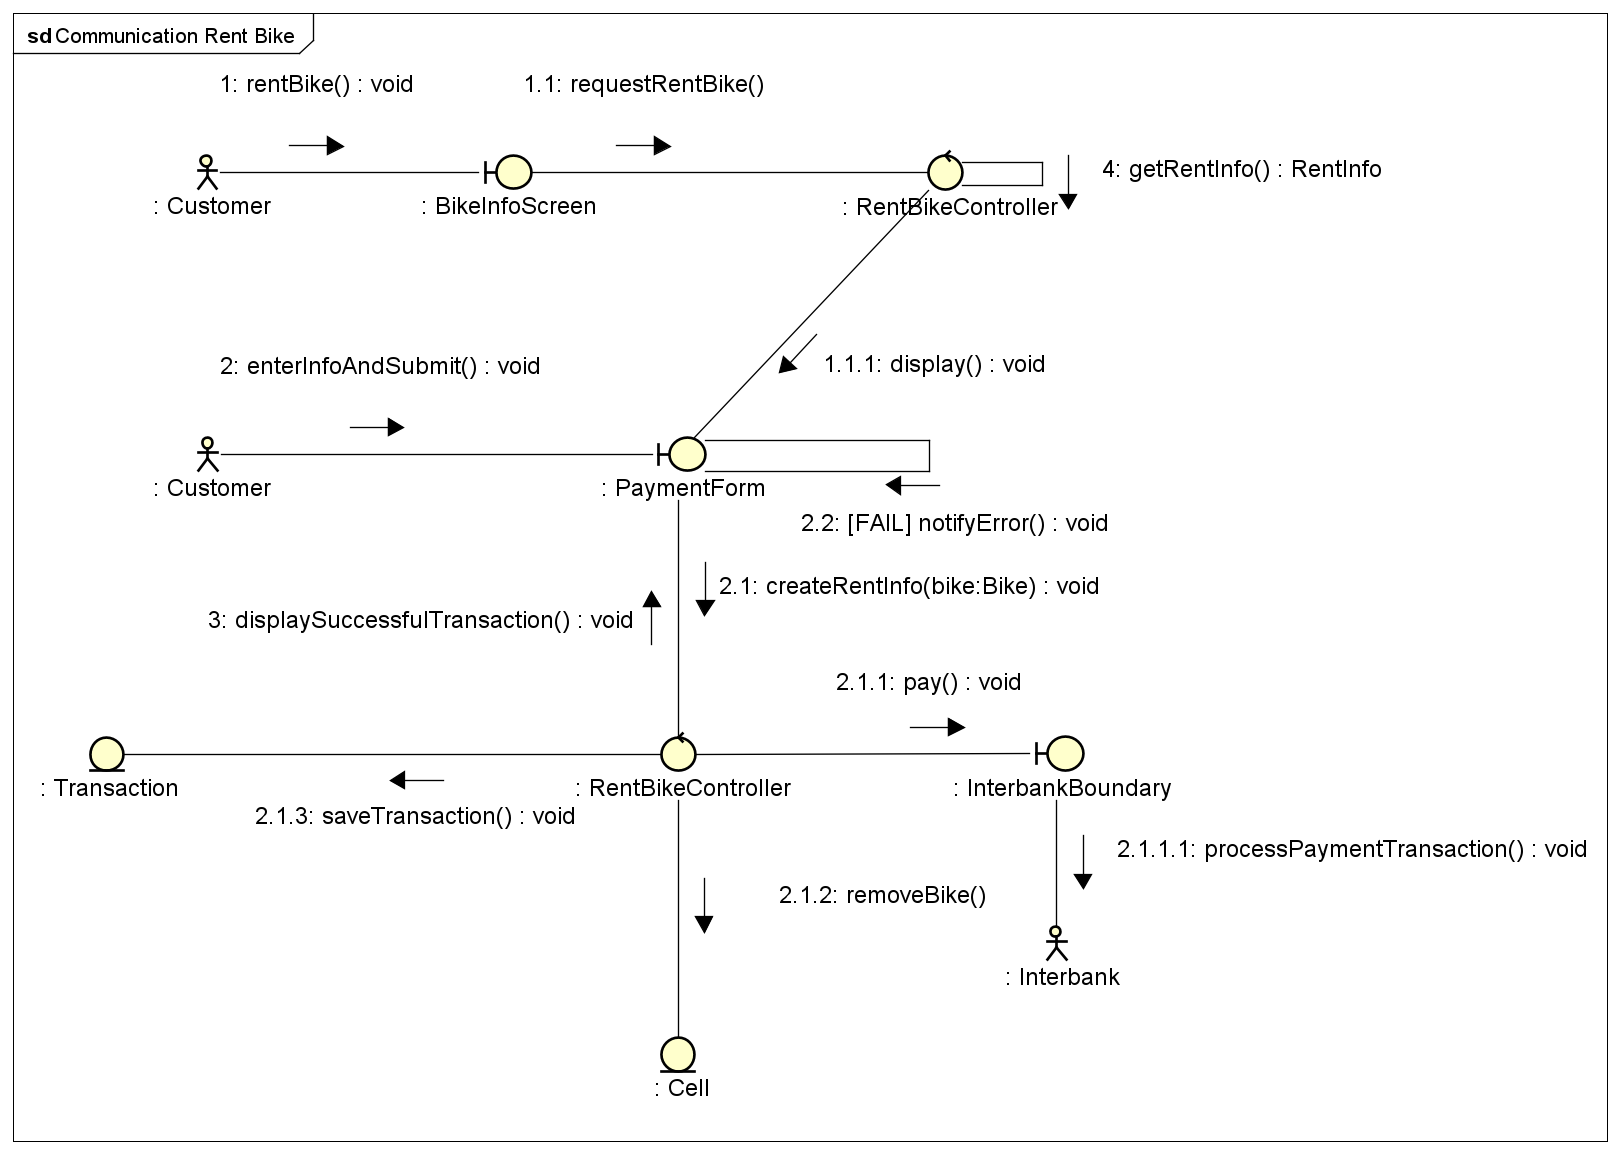 sd Communication Rent Bike
1: rentBike() : void
1.1: requestRentBike()
4: getRentInfo() : RentInfo
: Customer
: BikeInfoScreen
: RentBikeController
2: enterInfoAndSubmit() : void
1.1.1: display() : void
: Customer
: PaymentForm
2.2: [FAIL] notifyError() : void
2.1: createRentInfo(bike:Bike) : void
3: displaySuccessfulTransaction() : void
2.1.1: pay() : void
: Transaction
: RentBikeController
: InterbankBoundary
2.1.3: saveTransaction() : void
2.1.1.1: processPaymentTransaction() : void
2.1.2: removeBike()
: Interbank
: Cell